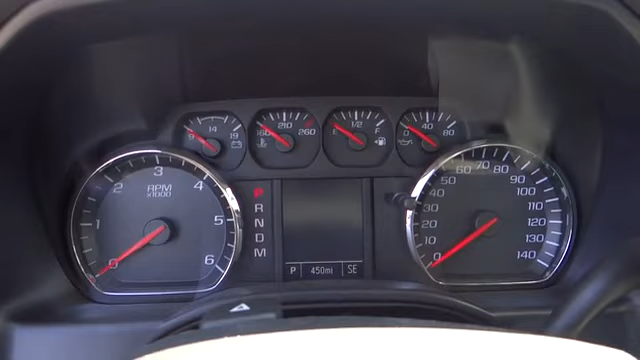 9 14 19
160 210 260
E 1/2 F
0 40 80
0 1 2 3 4 5 6
RPM
x1000
P
R
N
D
M
P 450mi SE
0 10 20 30 40 50 60 70 80 90 100 110 120 130 140